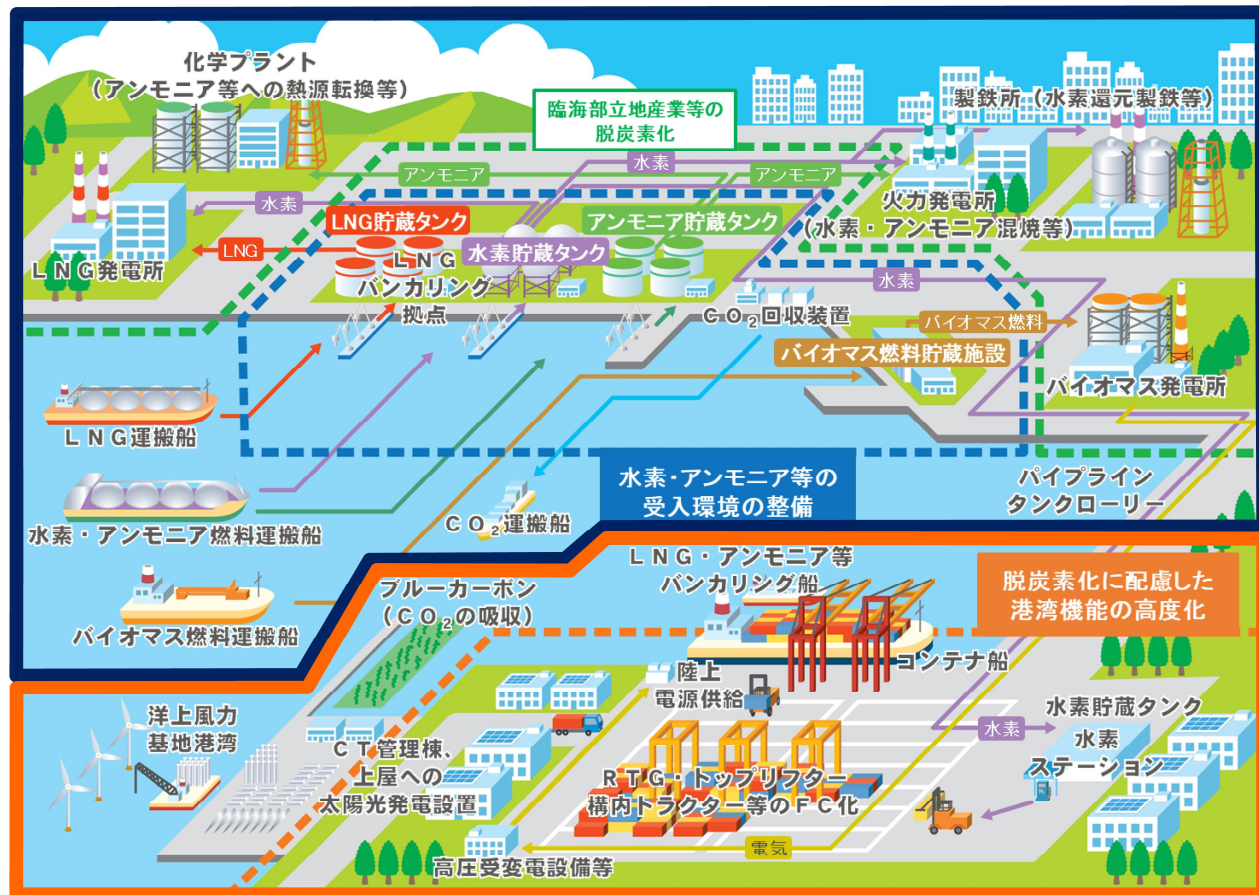 化学プラント
（アンモニア等への熱源転換等）
臨海部立地産業等の
脱炭素化
製鉄所（水素還元製鉄等）
水素
アンモニア
アンモニア
水素
火力発電所
（水素・アンモニア混焼等）
LNG貯蔵タンク
アンモニア貯蔵タンク
水素貯蔵タンク
LNG
ＬＮＧ発電所
ＬＮＧ
バンカリング
拠点
水素
CO₂回収装置
バイオマス燃料
バイオマス燃料貯蔵施設
バイオマス発電所
ＬＮＧ運搬船
水素・アンモニア等の
受入環境の整備
パイプライン
タンクローリー
水素・アンモニア燃料運搬船
CO₂運搬船
バイオマス燃料運搬船
ブルーカーボン
（CO₂の吸収）
ＬＮＧ・アンモニア等
バンカリング船
脱炭素化に配慮した
港湾機能の高度化
コンテナ船
陸上
電源供給
洋上風力
基地港湾
ＣＴ管理棟、
上屋への
太陽光発電設置
ＲＴＧ・トップリフター
構内トラクター等のＦＣ化
水素
水素貯蔵タンク
水素
ステーション
電気
高圧受変電設備等